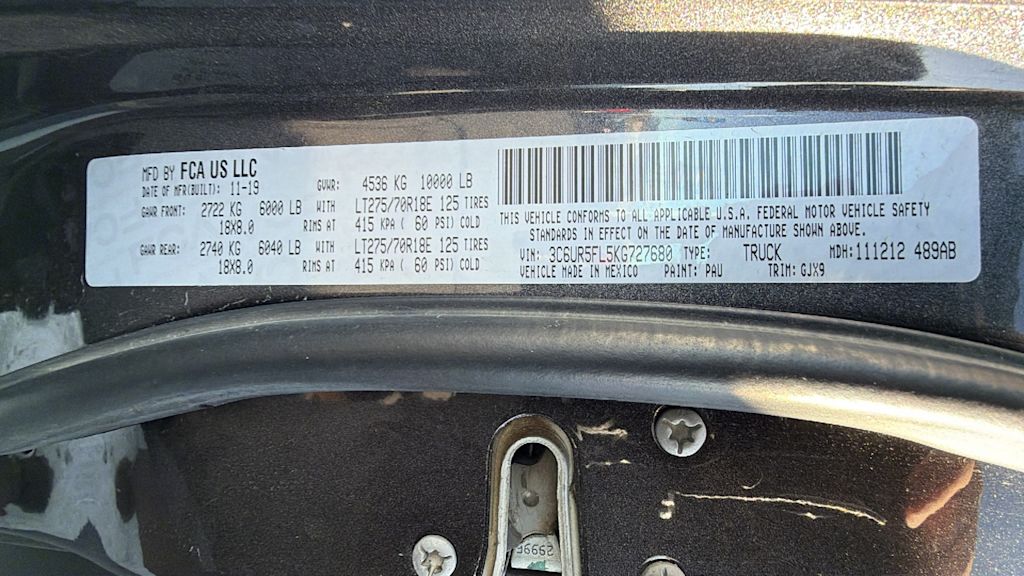 MFD BY FCA US LLC
DATE OF MFR(BUILT): 11-19 GVWR: 4536 KG 10000 LB
GAWR FRONT: 2722 KG 6000 LB WITH LT275/70R18E 125 TIRES
18X8.0 RIMS AT 415 KPA ( 60 PSI) COLD
GAWR REAR: 2740 KG 6040 LB WITH LT275/70R18E 125 TIRES
18X8.0 RIMS AT 415 KPA ( 60 PSI) COLD
THIS VEHICLE CONFORMS TO ALL APPLICABLE U.S.A. FEDERAL MOTOR VEHICLE SAFETY
STANDARDS IN EFFECT ON THE DATE OF MANUFACTURE SHOWN ABOVE.
VIN: 3C6UR5FL5KG727680 TYPE: TRUCK MDH: 111212 489AB
VEHICLE MADE IN MEXICO PAINT: PAU TRIM: GJX9